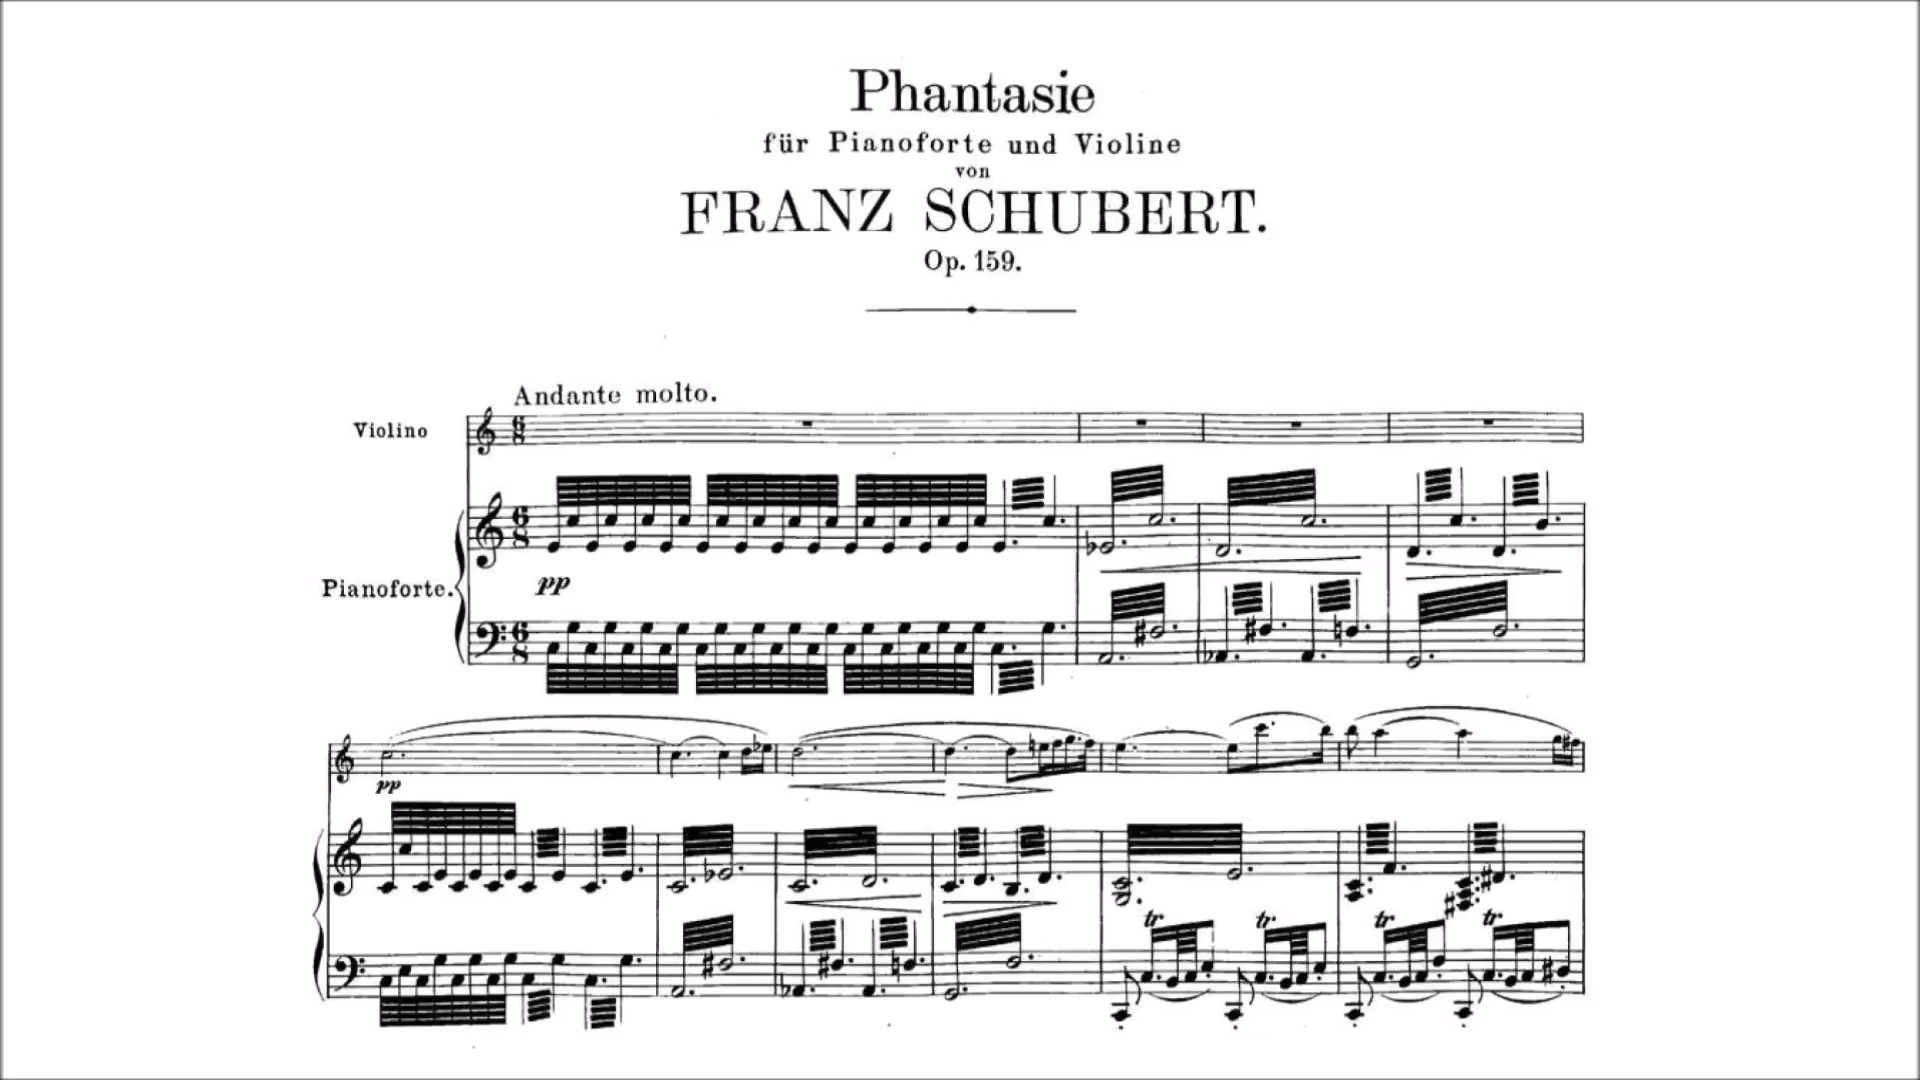 Phantasie
für Pianoforte und Violine
von
FRANZ SCHUBERT.
Op. 159.
Andante molto.
Violino
Pianoforte.
pp
pp
tr
tr
tr
tr